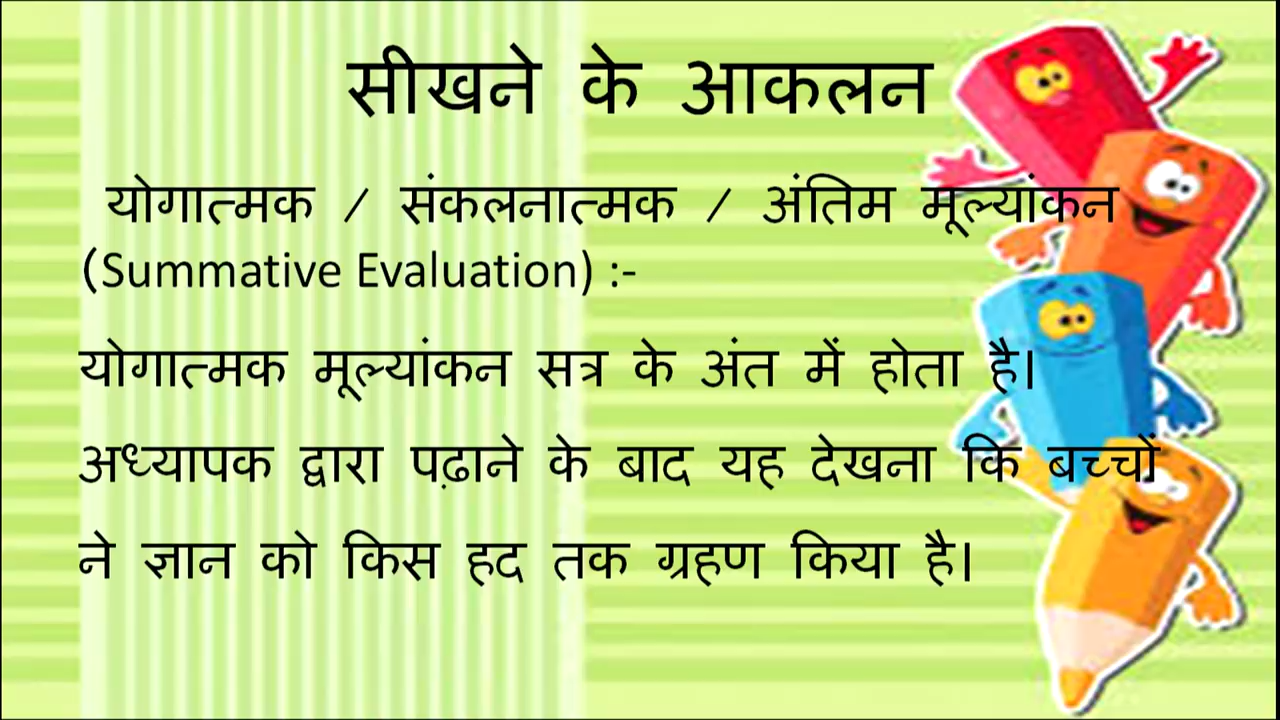 सीखने के आकलन
योगात्मक / संकलनात्मक / अंतिम मूल्यांकन
(Summative Evaluation) :-
योगात्मक मूल्यांकन सत्र के अंत में होता है।
अध्यापक द्वारा पढ़ाने के बाद यह देखना कि बच्चों
ने ज्ञान को किस हद तक ग्रहण किया है।